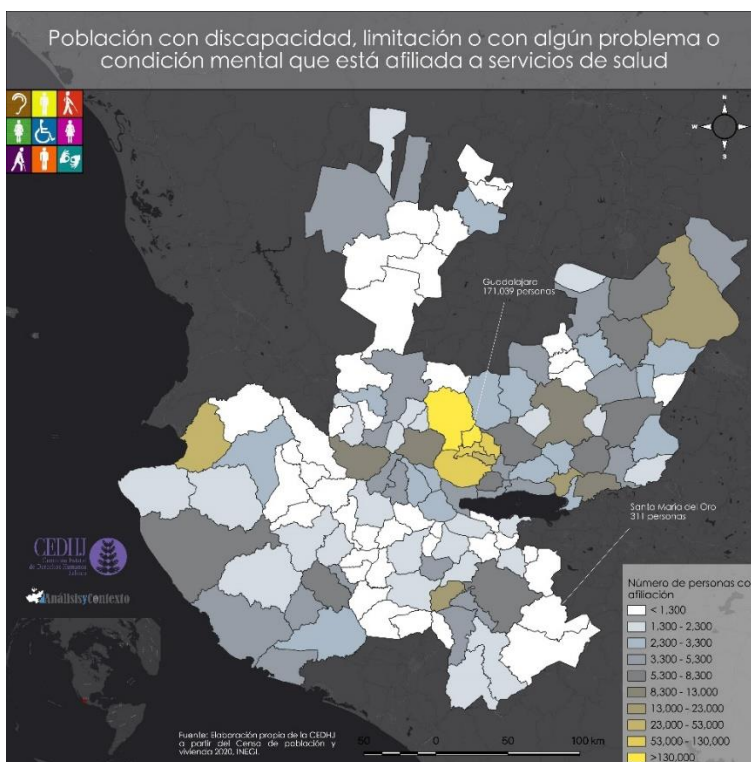 Población con discapacidad, limitación o con algún problema o
condición mental que está afiliada a servicios de salud
N
W
S
Guadalajara
171,039 personas
Santa María del Oro
311 personas
CEDHJ
AnálisisyContexto
Número de personas co
afiliación
< 1,300
1,300 - 2,300
2,300 - 3,300
3,300 - 5,300
5,300 - 8,300
8,300 - 13,000
13,000 - 23,000
23,000 - 53,000
53,000 - 130,000
>130,000
Fuente: Elaboración propia de la CEDHJ
a partir del Censo de población y
vivienda 2020, INEGI.
50 0 50 100 km